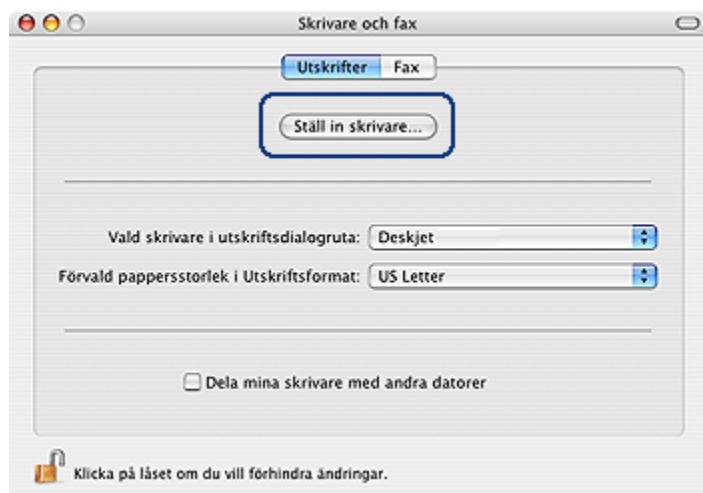 Skrivare och fax
Utskrifter Fax
Ställ in skrivare...
Vald skrivare i utskriftsdialogruta: Deskjet
Förvald pappersstorlek i Utskriftsformat: US Letter
Dela mina skrivare med andra datorer
Klicka på låset om du vill förhindra ändringar.